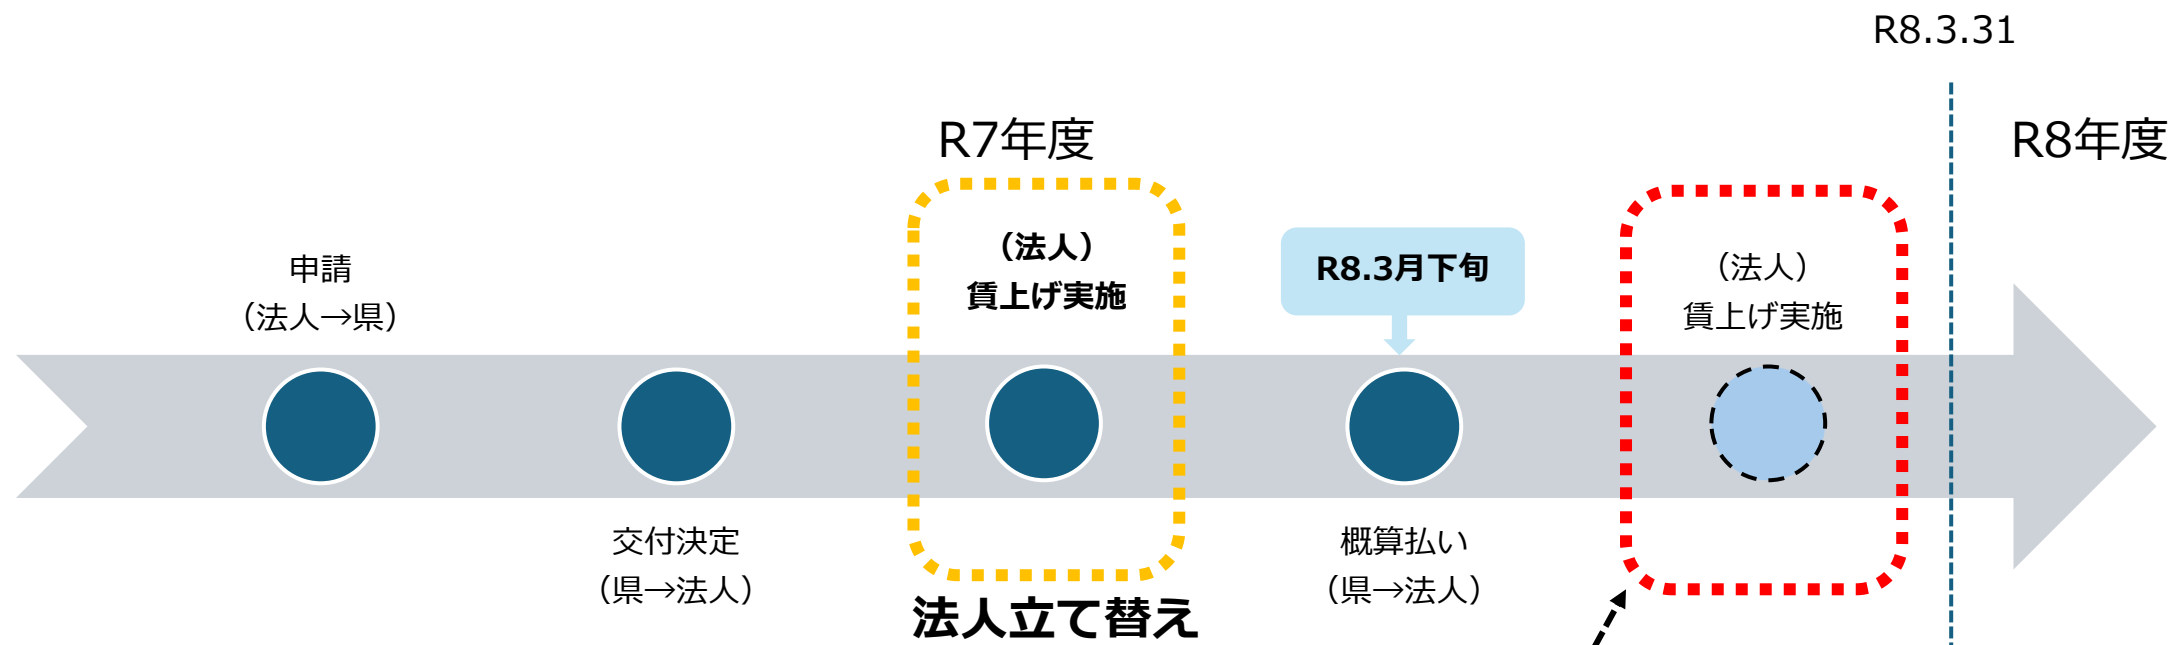 R8.3.31
R7年度
R8年度
申請
（法人→県）
交付決定
（県→法人）
（法人）
賃上げ実施
法人立て替え
R8.3月下旬
概算払い
（県→法人）
（法人）
賃上げ実施